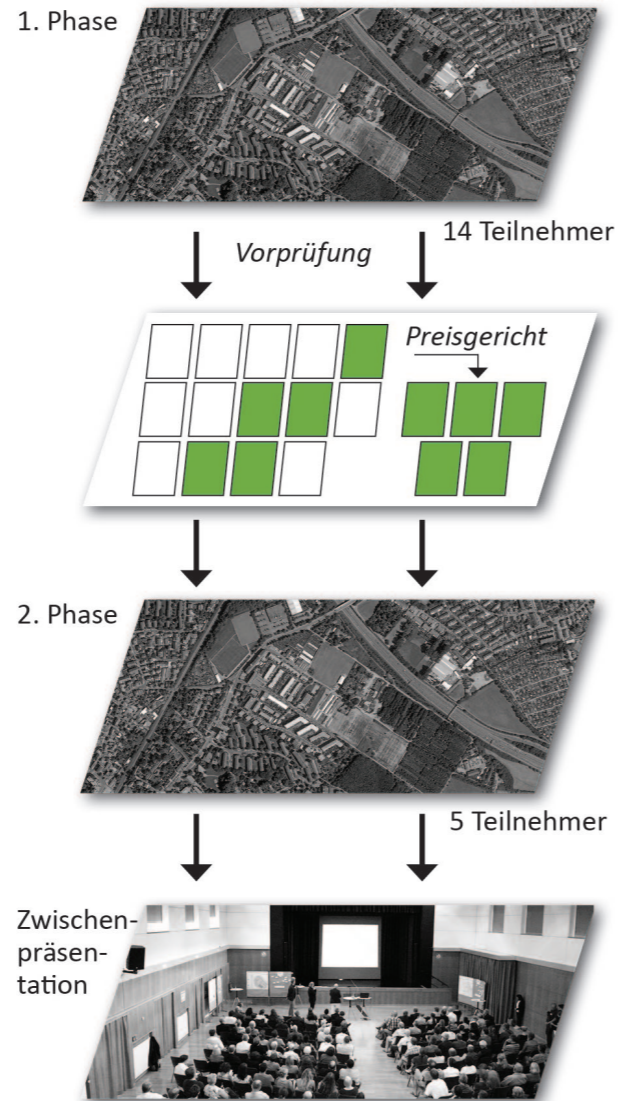 1. Phase
14 Teilnehmer
Vorprüfung
Preisgericht
2. Phase
5 Teilnehmer
Zwischen-
präsen-
tation